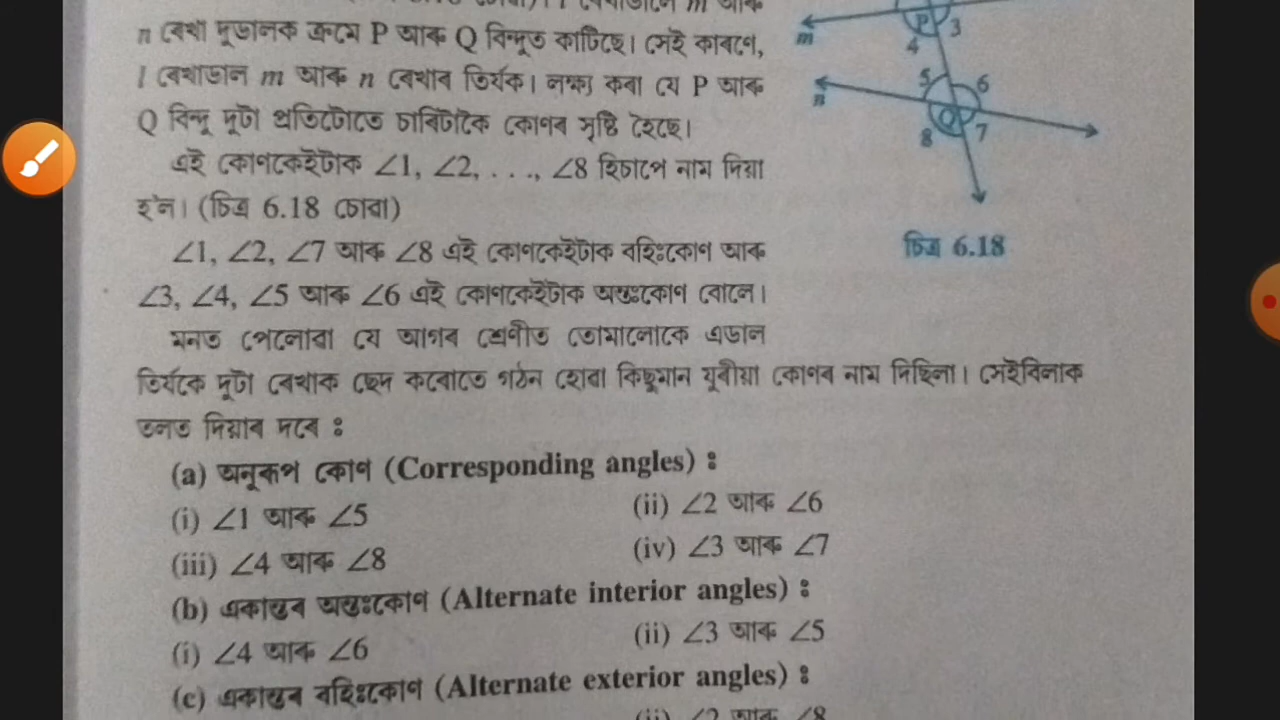 n ৰেখা দুডালক ক্ৰমে P আৰু Q বিন্দুত কাটিছে। সেই কাৰণে,
l ৰেখাডাল m আৰু n ৰেখাৰ তিৰ্যক। লক্ষ্য কৰা যে P আৰু
Q বিন্দু দুটা প্ৰতিটোতে চাৰিটাকৈ কোণৰ সৃষ্টি হৈছে।
এই কোণকেইটাক ∠1, ∠2, . . ., ∠8 হিচাপে নাম দিয়া
হ'ল। (চিত্ৰ 6.18 চোৱা)
∠1, ∠2, ∠7 আৰু ∠8 এই কোণকেইটাক বহিঃকোণ আৰু
∠3, ∠4, ∠5 আৰু ∠6 এই কোণকেইটাক অন্তঃকোণ বোলে।
মনত পেলোৱা যে আগৰ শ্ৰেণীত তোমালোকে এডাল
তিৰ্যকে দুটা ৰেখাক ছেদ কৰোতে গঠন হোৱা কিছুমান যুৰীয়া কোণৰ নাম দিছিলা। সেইবিলাক
তলত দিয়াৰ দৰে ঃ
(a) অনুৰূপ কোণ (Corresponding angles) ঃ
(i) ∠1 আৰু ∠5
(ii) ∠2 আৰু ∠6
(iii) ∠4 আৰু ∠8
(iv) ∠3 আৰু ∠7
(b) একান্তৰ অন্তঃকোণ (Alternate interior angles) ঃ
(i) ∠4 আৰু ∠6
(ii) ∠3 আৰু ∠5
(c) একান্তৰ বহিঃকোণ (Alternate exterior angles) ঃ
(ii) ∠2 আৰু ∠8
m
P
3
4
5
6
n
Q
8
7
চিত্ৰ 6.18